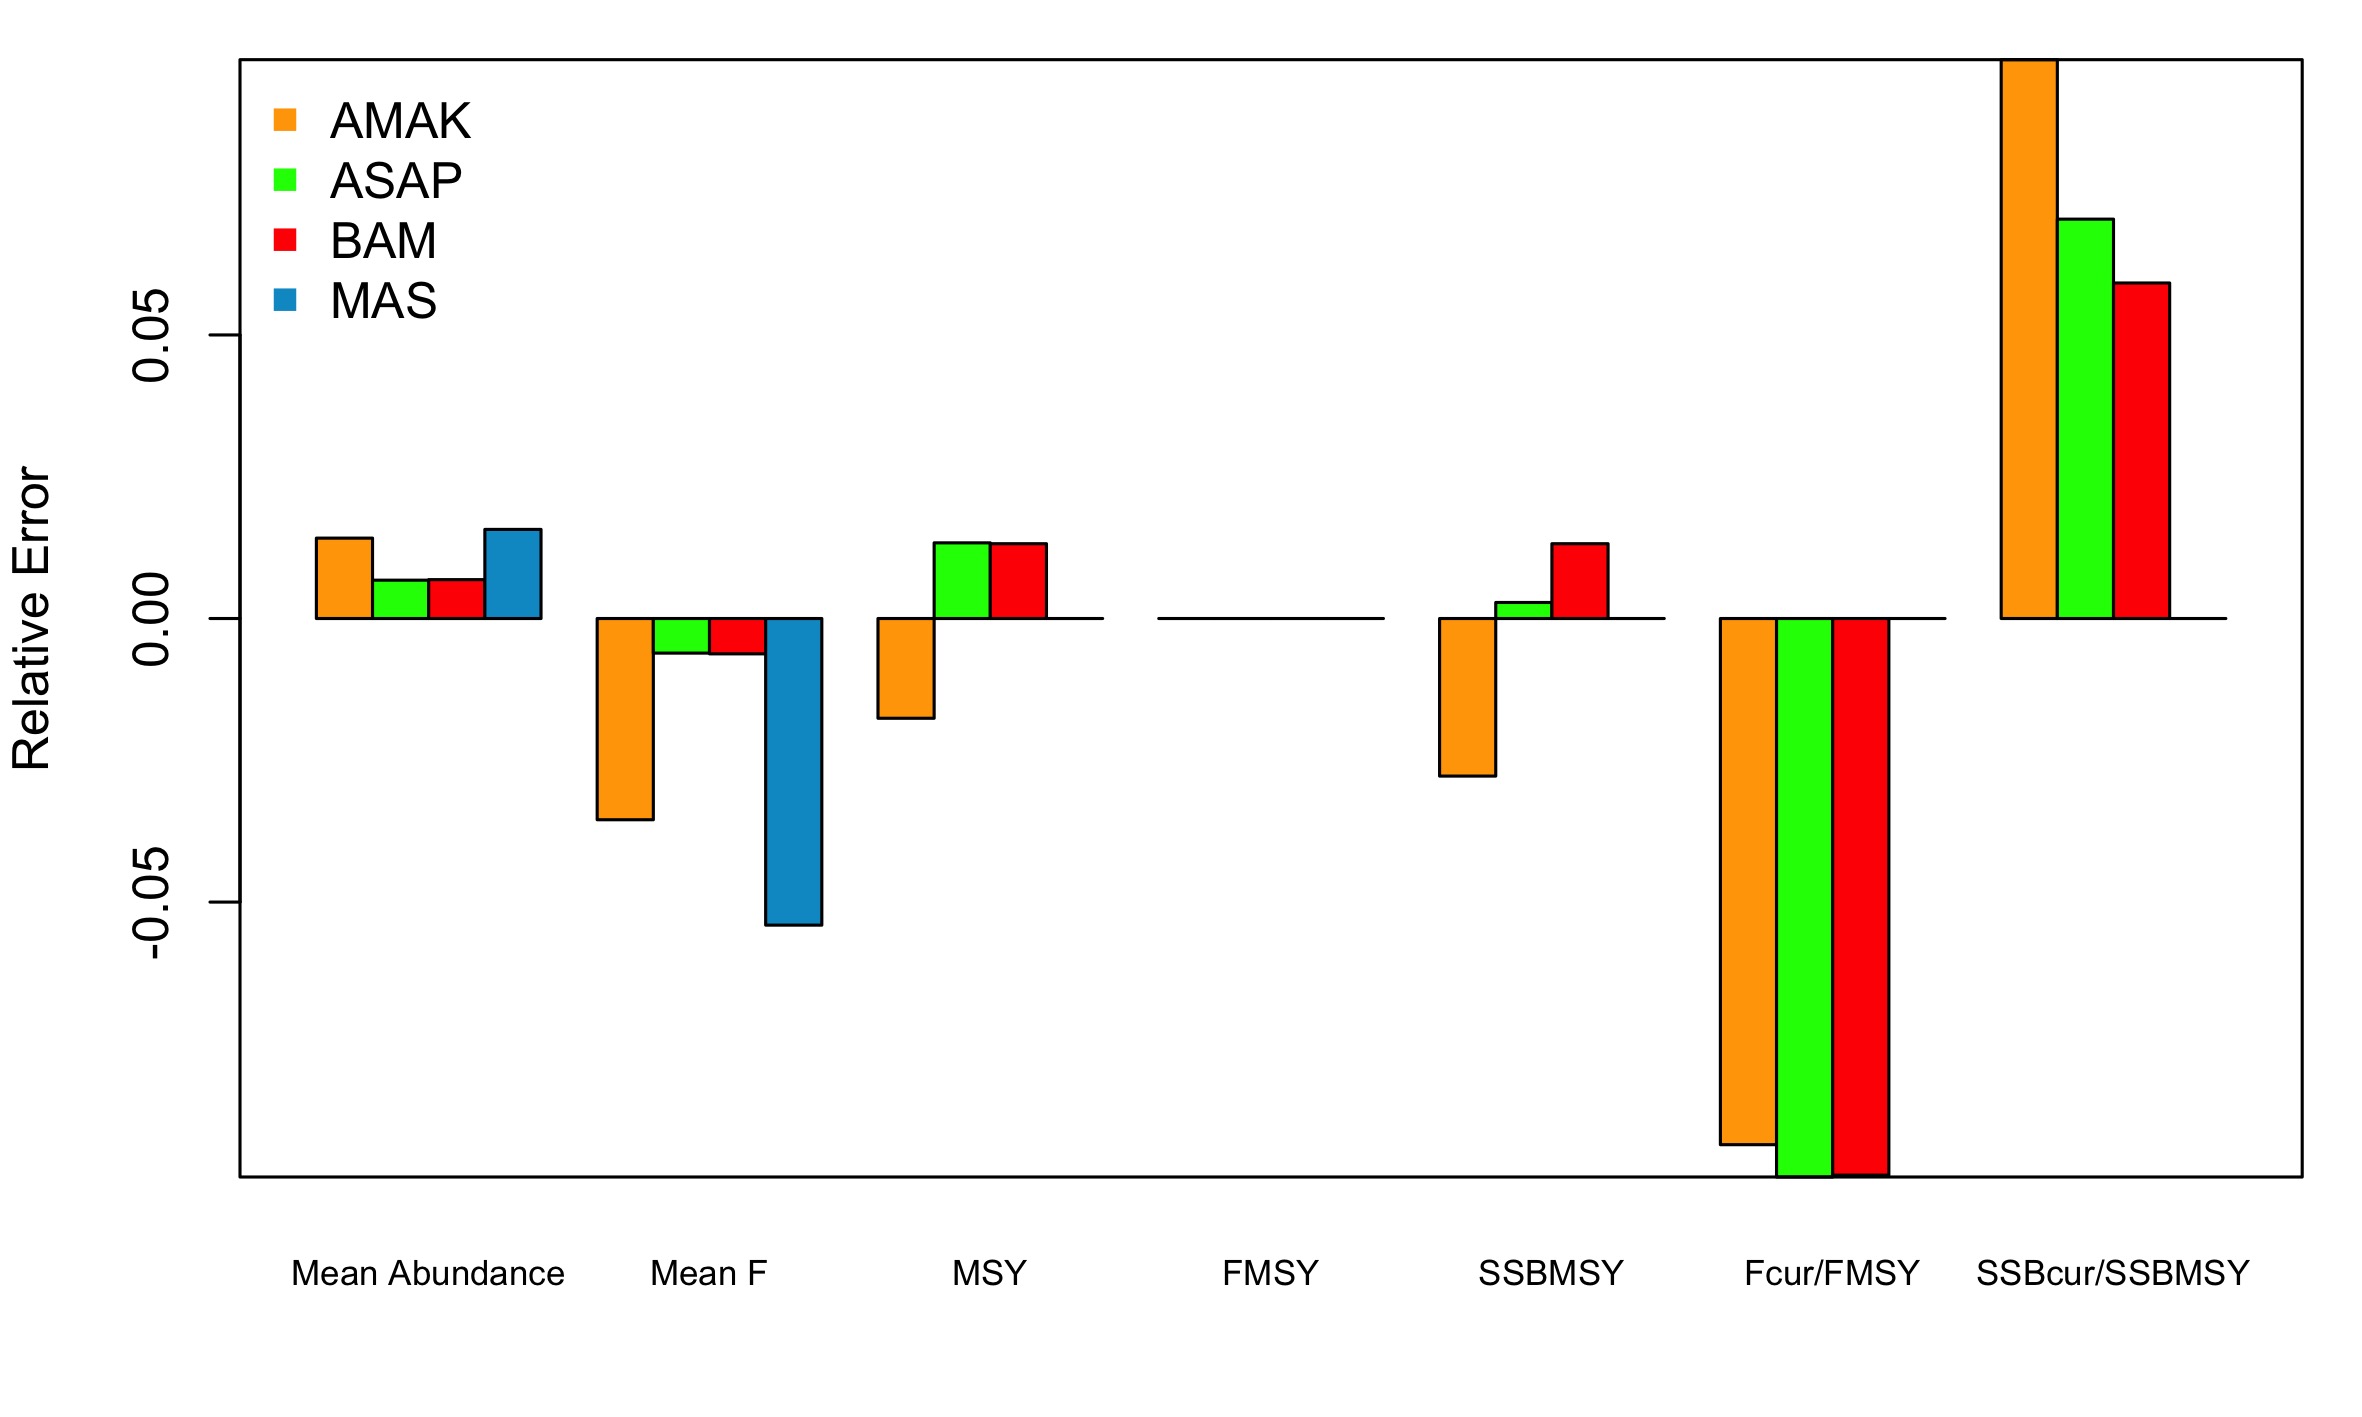 AMAK
ASAP
BAM
MAS
Relative Error
0.05
0.00
-0.05
Mean Abundance
Mean F
MSY
FMSY
SSBMSY
Fcur/FMSY
SSBcur/SSBMSY